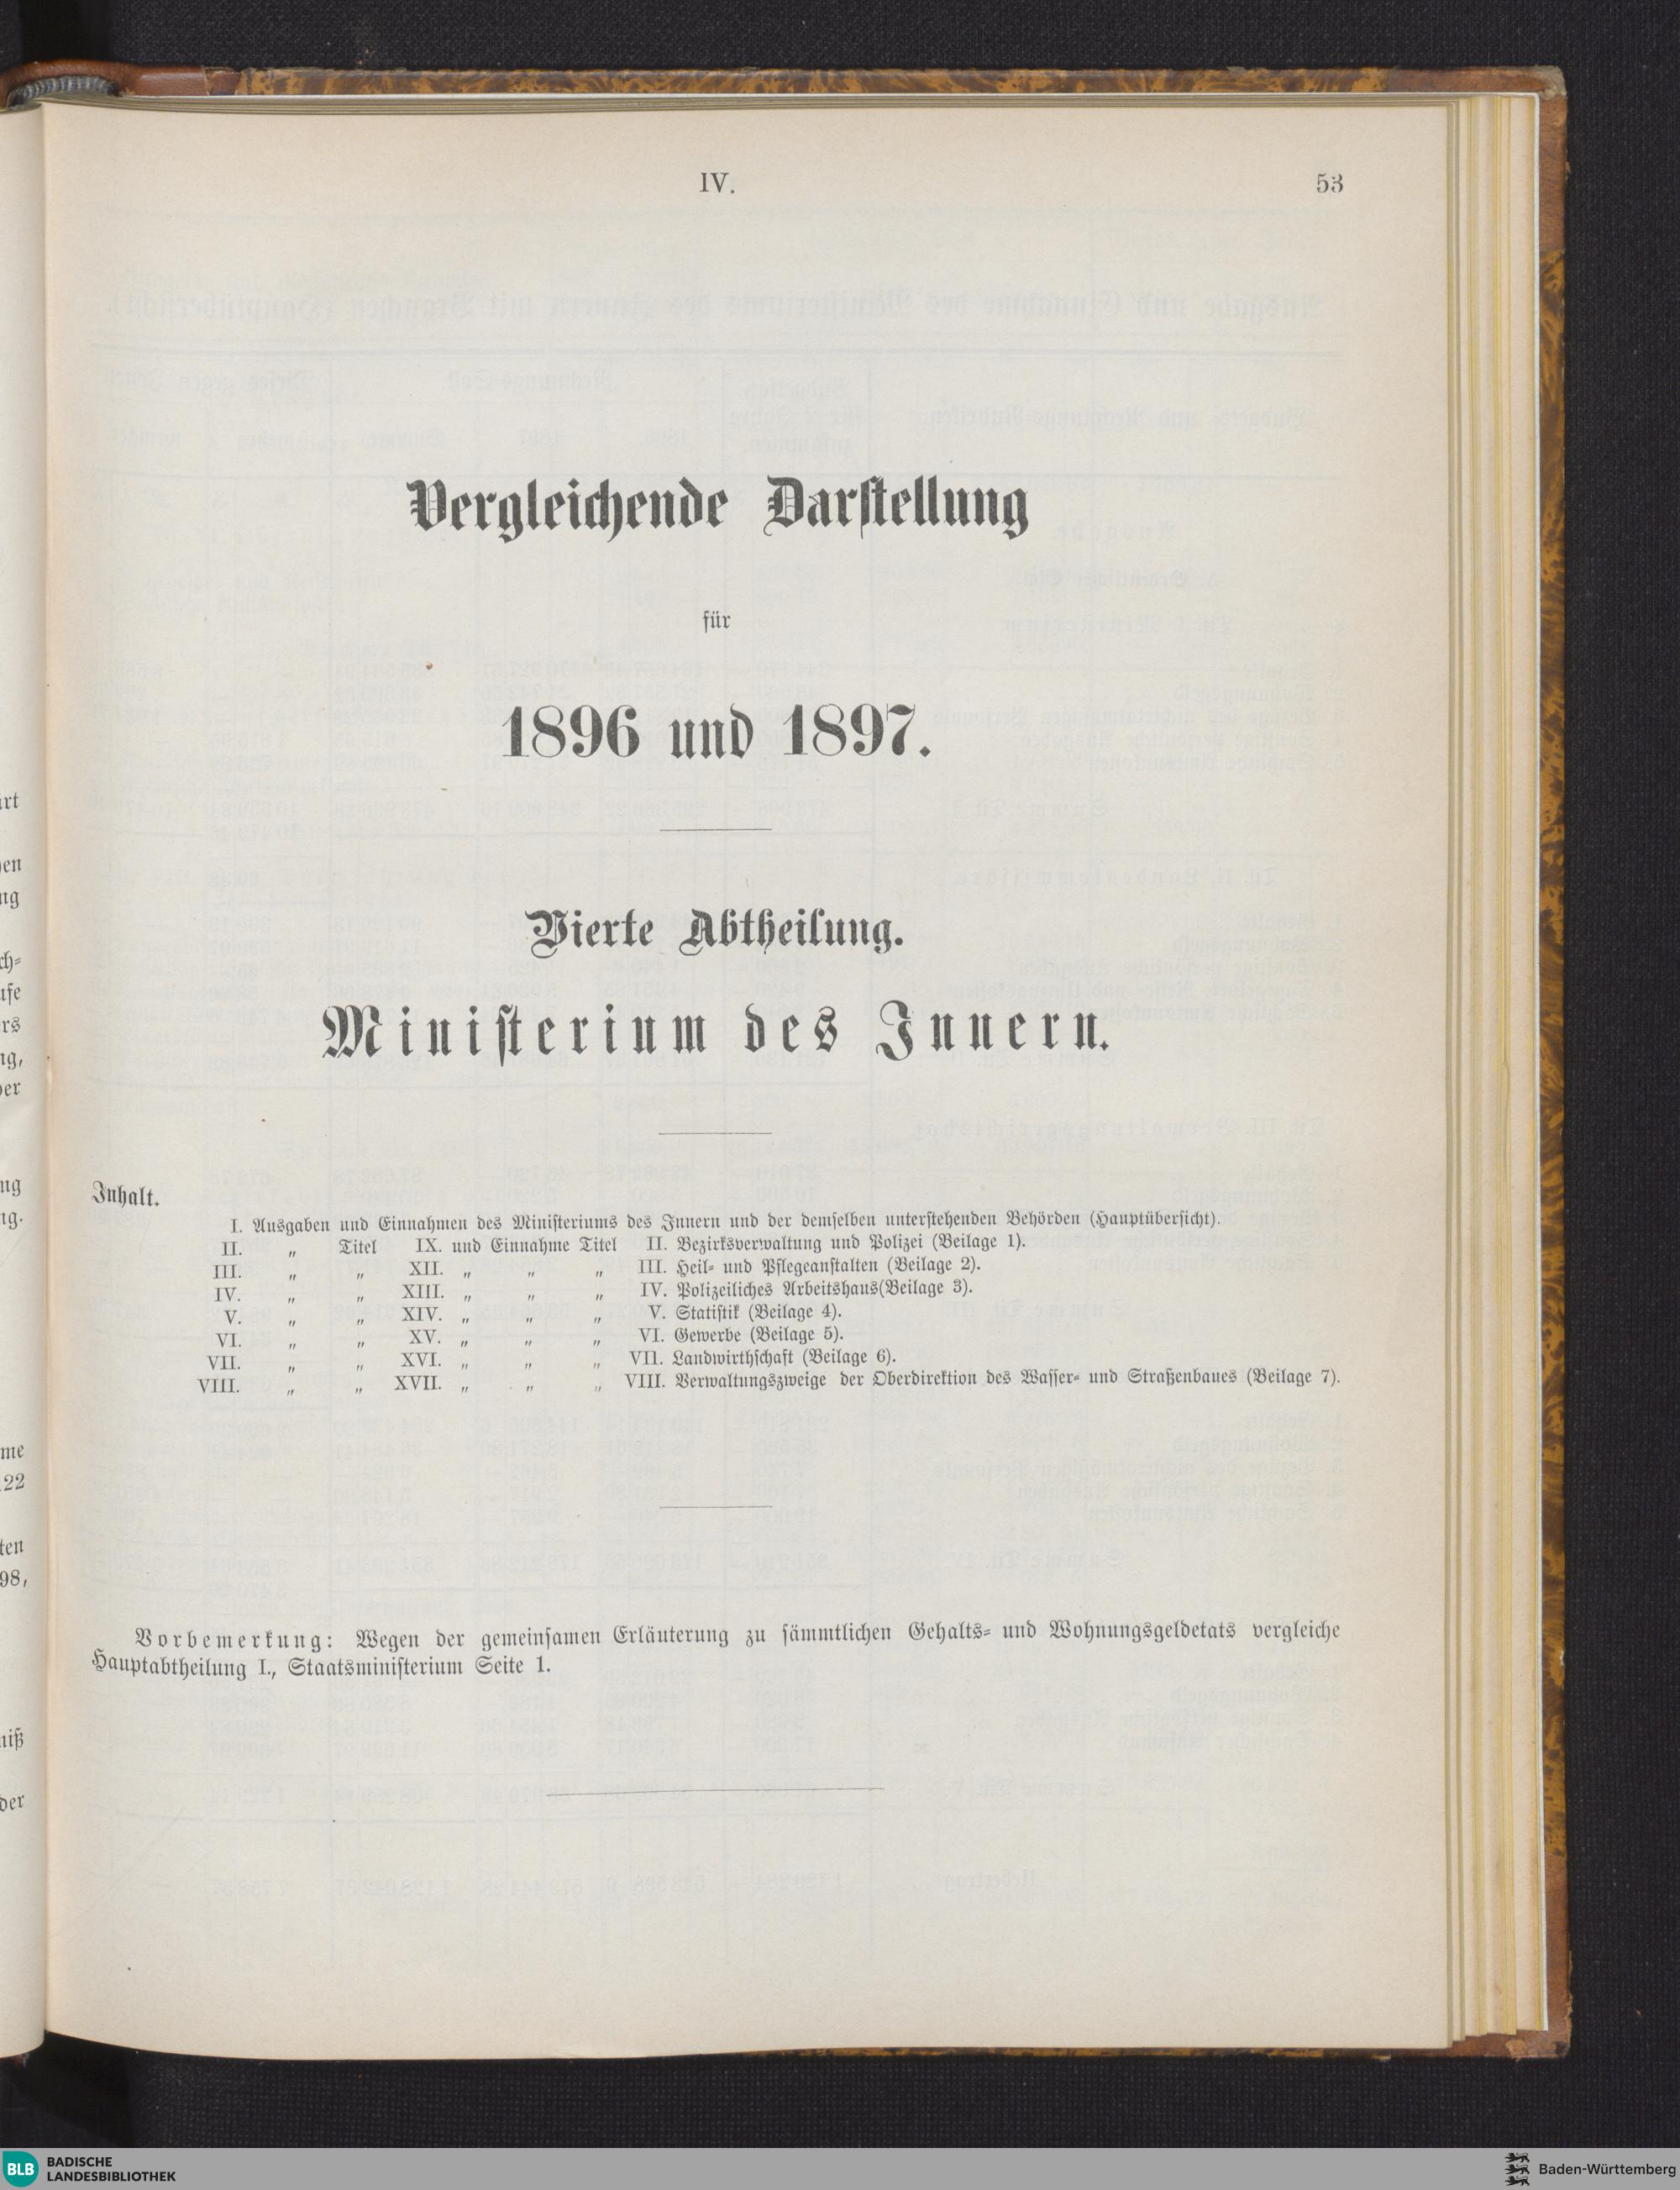 IV.
53
Vergleichende Darstellung
für
1896 und 1897.
Vierte Abtheilung.
Ministerium des Innern.
Inhalt.
I. Ausgaben und Einnahmen des Ministeriums des Innern und der demselben unterstehenden Behörden (Hauptübersicht).
II. „ Titel IX. und Einnahme Titel II. Bezirksverwaltung und Polizei (Beilage 1).
III. „ „ XII. „ „ „ III. Heil- und Pflegeanstalten (Beilage 2).
IV. „ „ XIII. „ „ „ IV. Polizeiliches Arbeitshaus(Beilage 3).
V. „ „ XIV. „ „ „ V. Statistik (Beilage 4).
VI. „ „ XV. „ „ „ VI. Gewerbe (Beilage 5).
VII. „ „ XVI. „ „ „ VII. Landwirthschaft (Beilage 6).
VIII. „ „ XVII. „ „ „ VIII. Verwaltungszweige der Oberdirektion des Wasser- und Straßenbaues (Beilage 7).
Vorbemerkung: Wegen der gemeinsamen Erläuterung zu sämmtlichen Gehalts- und Wohnungsgeldetats vergleiche
Hauptabtheilung I., Staatsministerium Seite 1.
BLB BADISCHE
LANDESBIBLIOTHEK
Baden-Württemberg